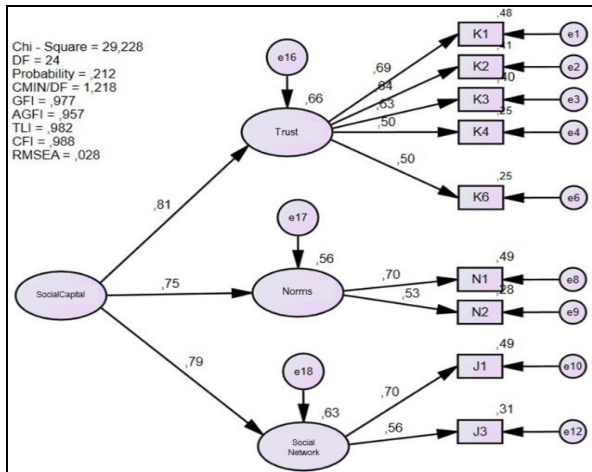 Chi - Square = 29,228
DF = 24
Probability = ,212
CMIN/DF = 1,218
GFI = ,977
AGFI = ,957
TLI = ,982
CFI = ,988
RMSEA = ,028
e16
,66
Trust
,69
,64
,63
,50
,50
,48
K1
e1
,41
K2
e2
,40
K3
e3
,25
K4
e4
,25
K6
e6
,81
e17
,56
SocialCapital
,75
Norms
,70
,53
,49
N1
e8
,28
N2
e9
,79
e18
,63
Social
Network
,70
,56
,49
J1
e10
,31
J3
e12